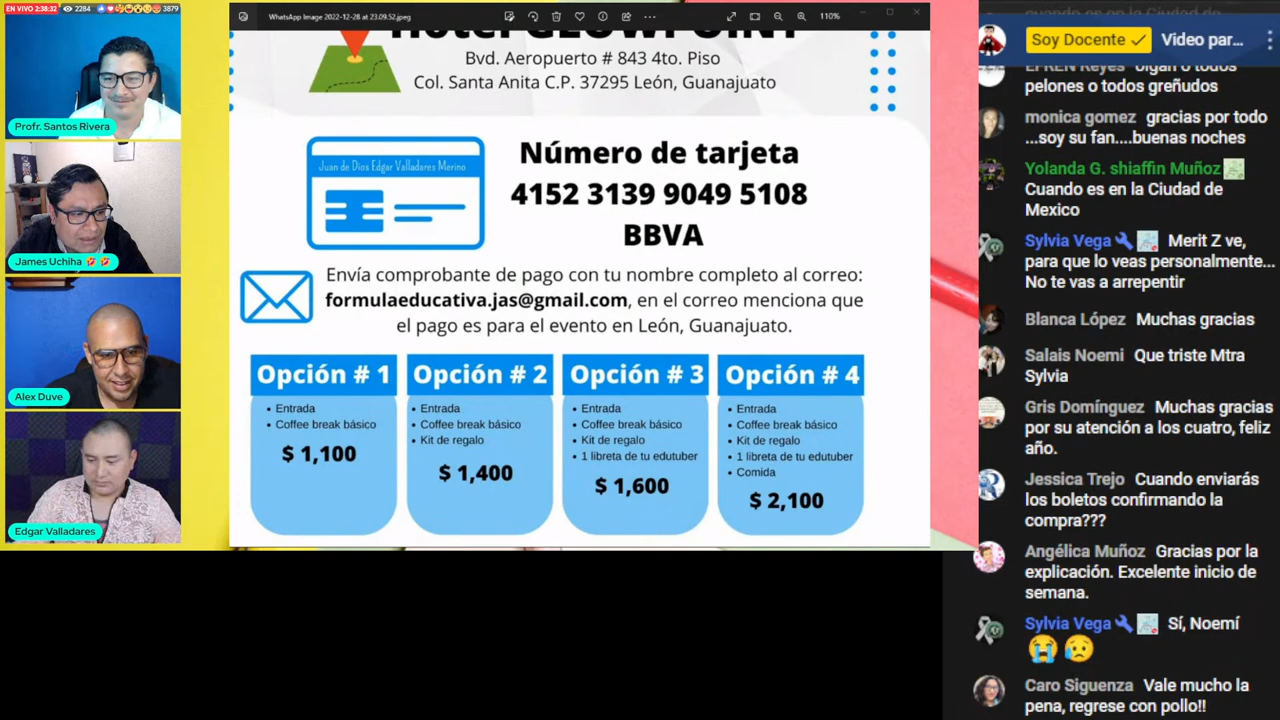 EN VIVO 2:38:32 2284 3879
Profr. Santos Rivera
James Uchiha 🤣 🤣
Alex Duve
Edgar Valladares
WhatsApp Image 2022-12-28 at 23.09.52.jpeg
110%
Hotel GLOWPOINT
Bvd. Aeropuerto # 843 4to. Piso
Col. Santa Anita C.P. 37295 León, Guanajuato
Juan de Dios Edgar Valladares Merino
Número de tarjeta
4152 3139 9049 5108
BBVA
Envía comprobante de pago con tu nombre completo al correo:
formulaeducativa.jas@gmail.com, en el correo menciona que
el pago es para el evento en León, Guanajuato.
Opción # 1
• Entrada
• Coffee break básico
$ 1,100
Opción # 2
• Entrada
• Coffee break básico
• Kit de regalo
$ 1,400
Opción # 3
• Entrada
• Coffee break básico
• Kit de regalo
• 1 libreta de tu edutuber
$ 1,600
Opción # 4
• Entrada
• Coffee break básico
• Kit de regalo
• 1 libreta de tu edutuber
• Comida
$ 2,100
Soy Docente ✓ Video par...
EFREN Reyes Oigan o todos
pelones o todos greñudos
monica gomez gracias por todo
...soy su fan....buenas noches
Yolanda G. shiaffin Muñoz
Cuando es en la Ciudad de
Mexico
Sylvia Vega Merit Z ve,
para que lo veas personalmente...
No te vas a arrepentir
Blanca López Muchas gracias
Salais Noemi Que triste Mtra
Sylvia
Gris Domínguez Muchas gracias
por su atención a los cuatro, feliz
año.
Jessica Trejo Cuando enviarás
los boletos confirmando la
compra???
Angélica Muñoz Gracias por la
explicación. Excelente inicio de
semana.
Sylvia Vega Sí, Noemí
😭 😥
Caro Siguenza Vale mucho la
pena, regrese con pollo!!